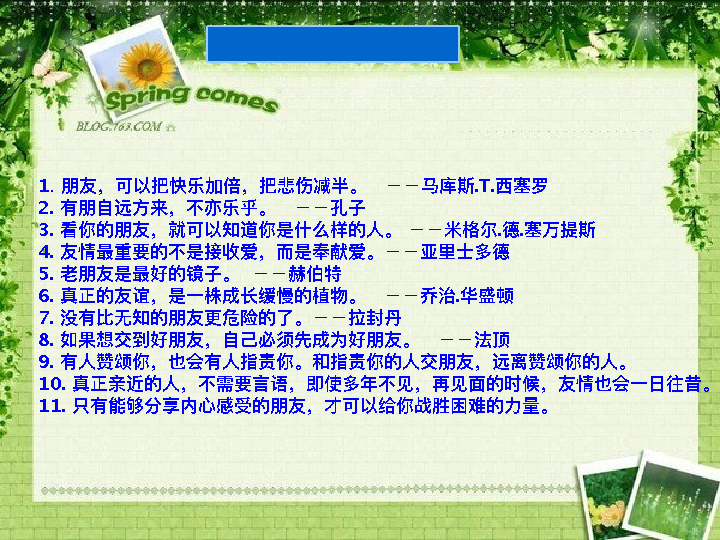 Spring comes
BLOG.163.COM
1. 朋友，可以把快乐加倍，把悲伤减半。 －－马库斯.T.西塞罗
2. 有朋自远方来，不亦乐乎。 －－孔子
3. 看你的朋友，就可以知道你是什么样的人。 －－米格尔.德.塞万提斯
4. 友情最重要的不是接收爱，而是奉献爱。－－亚里士多德
5. 老朋友是最好的镜子。 －－赫伯特
6. 真正的友谊，是一株成长缓慢的植物。 －－乔治.华盛顿
7. 没有比无知的朋友更危险的了。－－拉封丹
8. 如果想交到好朋友，自己必须先成为好朋友。 －－法顶
9. 有人赞颂你，也会有人指责你。和指责你的人交朋友，远离赞颂你的人。
10. 真正亲近的人，不需要言语，即使多年不见，再见面的时候，友情也会一日往昔。
11. 只有能够分享内心感受的朋友，才可以给你战胜困难的力量。